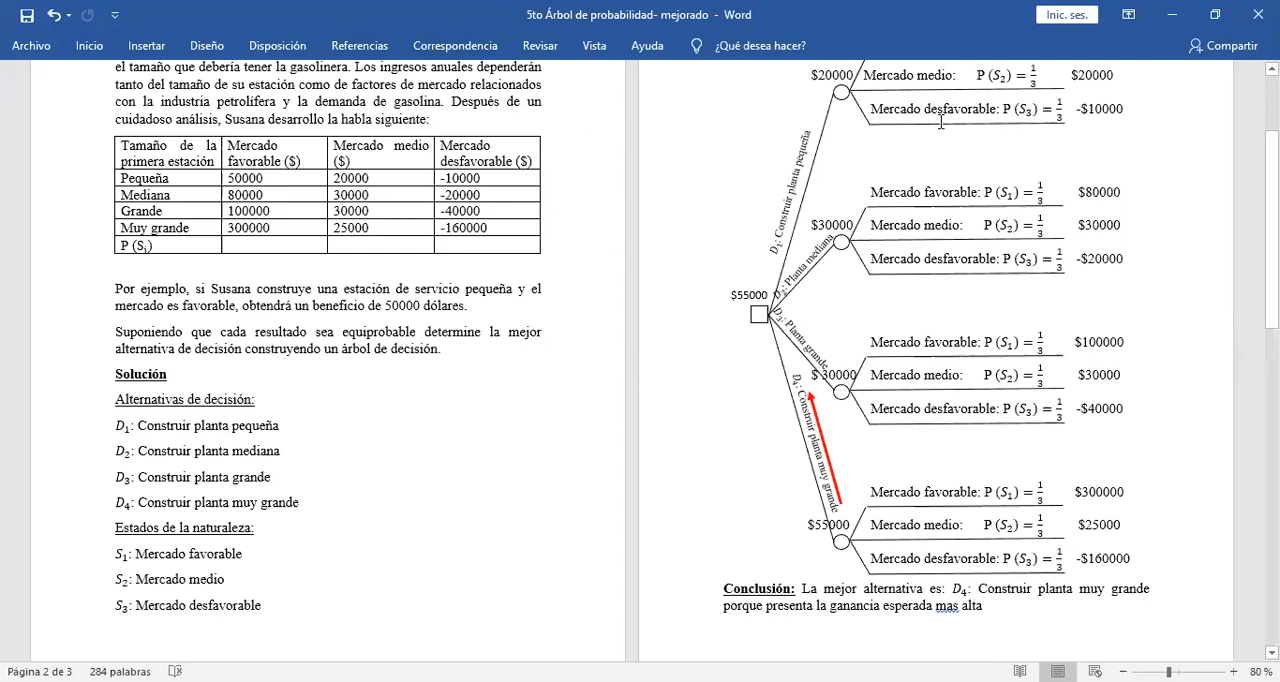 5to Árbol de probabilidad- mejorado - Word
Inic. ses.
Archivo Inicio Insertar Diseño Disposición Referencias Correspondencia Revisar Vista Ayuda ¿Qué desea hacer? Compartir
el tamaño que debería tener la gasolinera. Los ingresos anuales dependerán
tanto del tamaño de su estación como de factores de mercado relacionados
con la industria petrolífera y la demanda de gasolina. Después de un
cuidadoso análisis, Susana desarrollo la habla siguiente:
Tamaño de la primera estación | Mercado favorable ($) | Mercado medio ($) | Mercado desfavorable ($)
Pequeña 50000 20000 -10000
Mediana 80000 30000 -20000
Grande 100000 30000 -40000
Muy grande 300000 25000 -160000
P (S₁)
Por ejemplo, si Susana construye una estación de servicio pequeña y el
mercado es favorable, obtendrá un beneficio de 50000 dólares.
Suponiendo que cada resultado sea equiprobable determine la mejor
alternativa de decisión construyendo un árbol de decisión.
Solución
Alternativas de decisión:
D₁: Construir planta pequeña
D₂: Construir planta mediana
D₃: Construir planta grande
D₄: Construir planta muy grande
Estados de la naturaleza:
S₁: Mercado favorable
S₂: Mercado medio
S₃: Mercado desfavorable
$20000 Mercado medio: P (S₂) = 1/3 $20000
Mercado desfavorable: P (S₃) = 1/3 -$10000
D₁: Construir planta pequeña
Mercado favorable: P (S₁) = 1/3 $80000
$30000 Mercado medio: P (S₂) = 1/3 $30000
Mercado desfavorable: P (S₃) = 1/3 -$20000
D₂: Planta mediana
$55000
D₃: Planta grande
Mercado favorable: P (S₁) = 1/3 $100000
$ 30000 Mercado medio: P (S₂) = 1/3 $30000
Mercado desfavorable: P (S₃) = 1/3 -$40000
D₄: Construir planta muy grande
Mercado favorable: P (S₁) = 1/3 $300000
$55000 Mercado medio: P (S₂) = 1/3 $25000
Mercado desfavorable: P (S₃) = 1/3 -$160000
Conclusión: La mejor alternativa es: D₄: Construir planta muy grande
porque presenta la ganancia esperada mas alta
Página 2 de 3 284 palabras 80 %